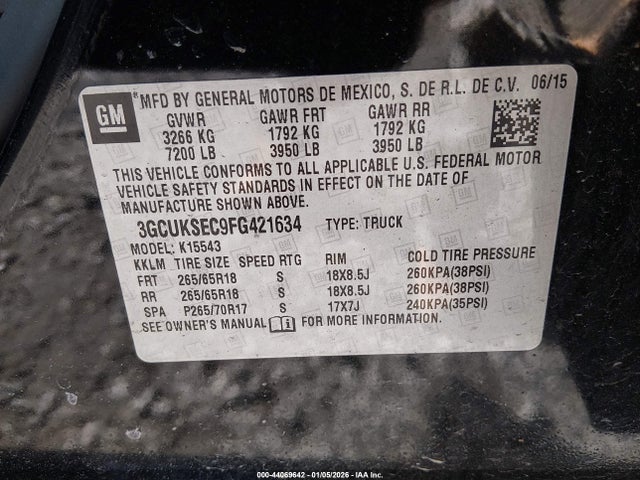 GM
® MFD BY GENERAL MOTORS DE MEXICO, S. DE R.L. DE C.V. 06/15
GVWR GAWR FRT GAWR RR
3266 KG 1792 KG 1792 KG
7200 LB 3950 LB 3950 LB
THIS VEHICLE CONFORMS TO ALL APPLICABLE U.S. FEDERAL MOTOR
VEHICLE SAFETY STANDARDS IN EFFECT ON THE DATE OF
MANUFACTURE SHOWN ABOVE.
3GCUKSEC9FG421634 TYPE: TRUCK
MODEL: K15543
KKLM TIRE SIZE SPEED RTG RIM COLD TIRE PRESSURE
FRT 265/65R18 S 18X8.5J 260KPA(38PSI)
RR 265/65R18 S 18X8.5J 260KPA(38PSI)
SPA P265/70R17 S 17X7J 240KPA(35PSI)
SEE OWNER'S MANUAL FOR MORE INFORMATION.
000-44069642 - 01/05/2026 - IAA Inc.